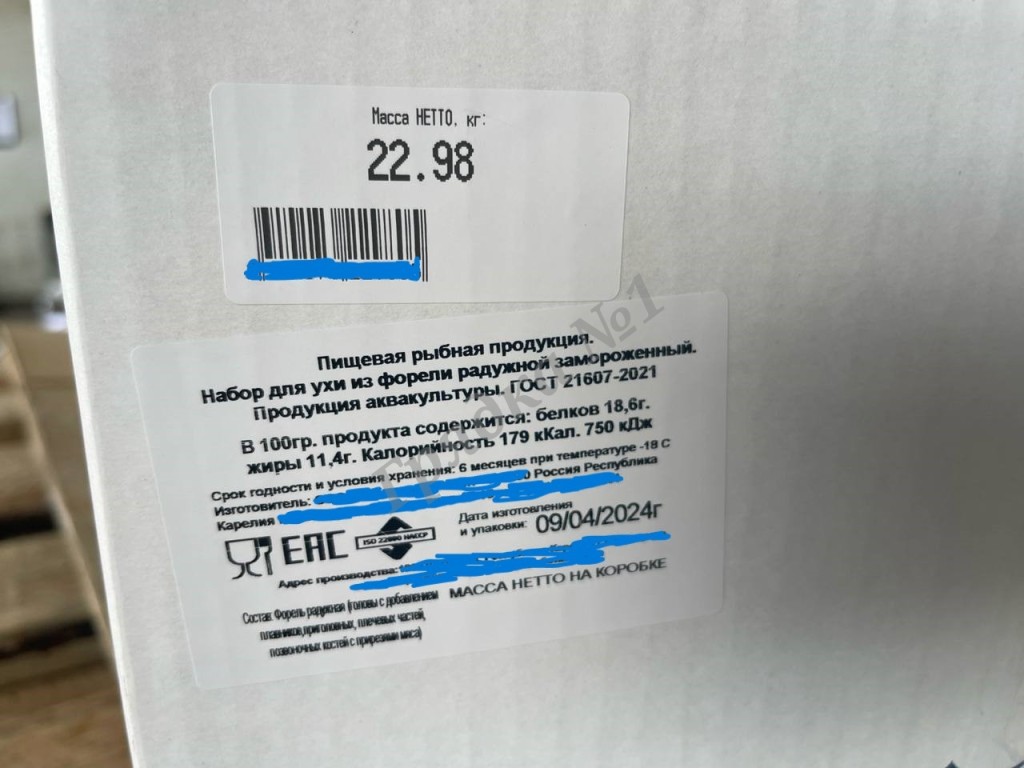 Масса НЕТТО, кг:
22.98
Пищевая рыбная продукция.
Набор для ухи из форели радужной замороженный.
Продукция аквакультуры. ГОСТ 21607-2021
В 100гр. продукта содержится: белков 18,6г.
жиры 11,4г. Калорийность 179 кКал. 750 кДж
Срок годности и условия хранения: 6 месяцев при температуре -18 С
Изготовитель: Россия Республика
Карелия
EAC
ISO 22000 HACCP
Дата изготовления
и упаковки: 09/04/2024г
Адрес производства:
МАССА НЕТТО НА КОРОБКЕ
Состав: Форель радужная (головы с добавлением
плавников,приголовных, плечевых частей,
позвоночных костей с прирезями мяса)
Грядка №1